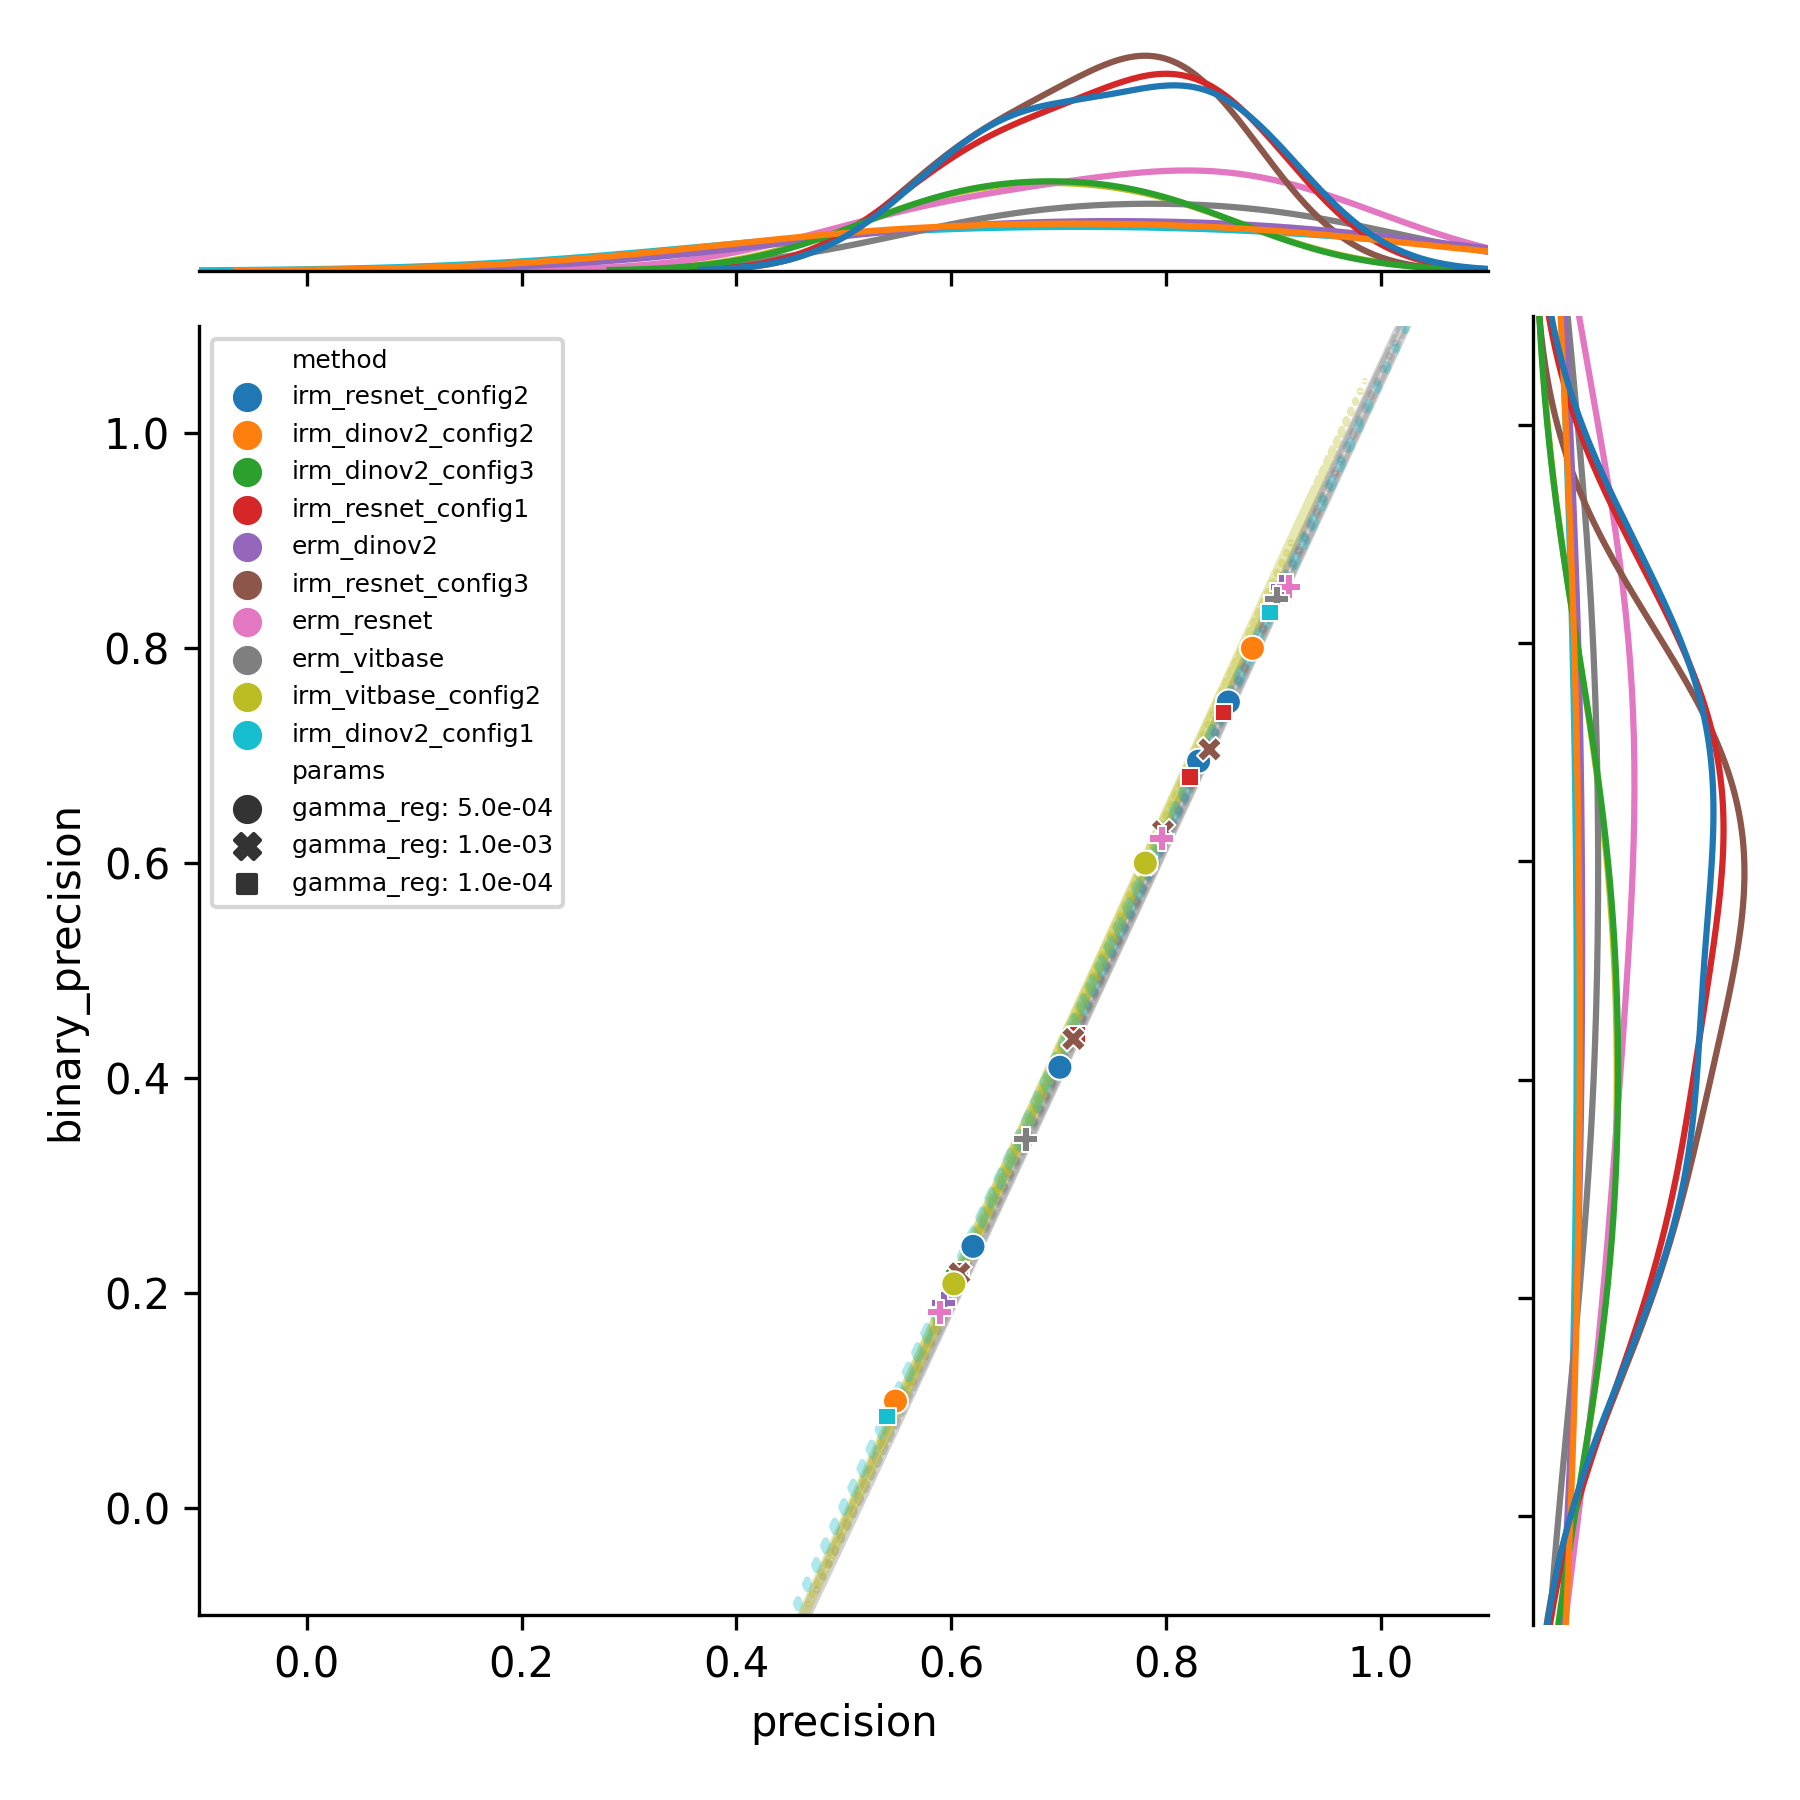 method
irm_resnet_config2
irm_dinov2_config2
irm_dinov2_config3
irm_resnet_config1
erm_dinov2
irm_resnet_config3
erm_resnet
erm_vitbase
irm_vitbase_config2
irm_dinov2_config1
params
gamma_reg: 5.0e-04
gamma_reg: 1.0e-03
gamma_reg: 1.0e-04
1.0
0.8
0.6
0.4
0.2
0.0
binary_precision
0.0 0.2 0.4 0.6 0.8 1.0
precision